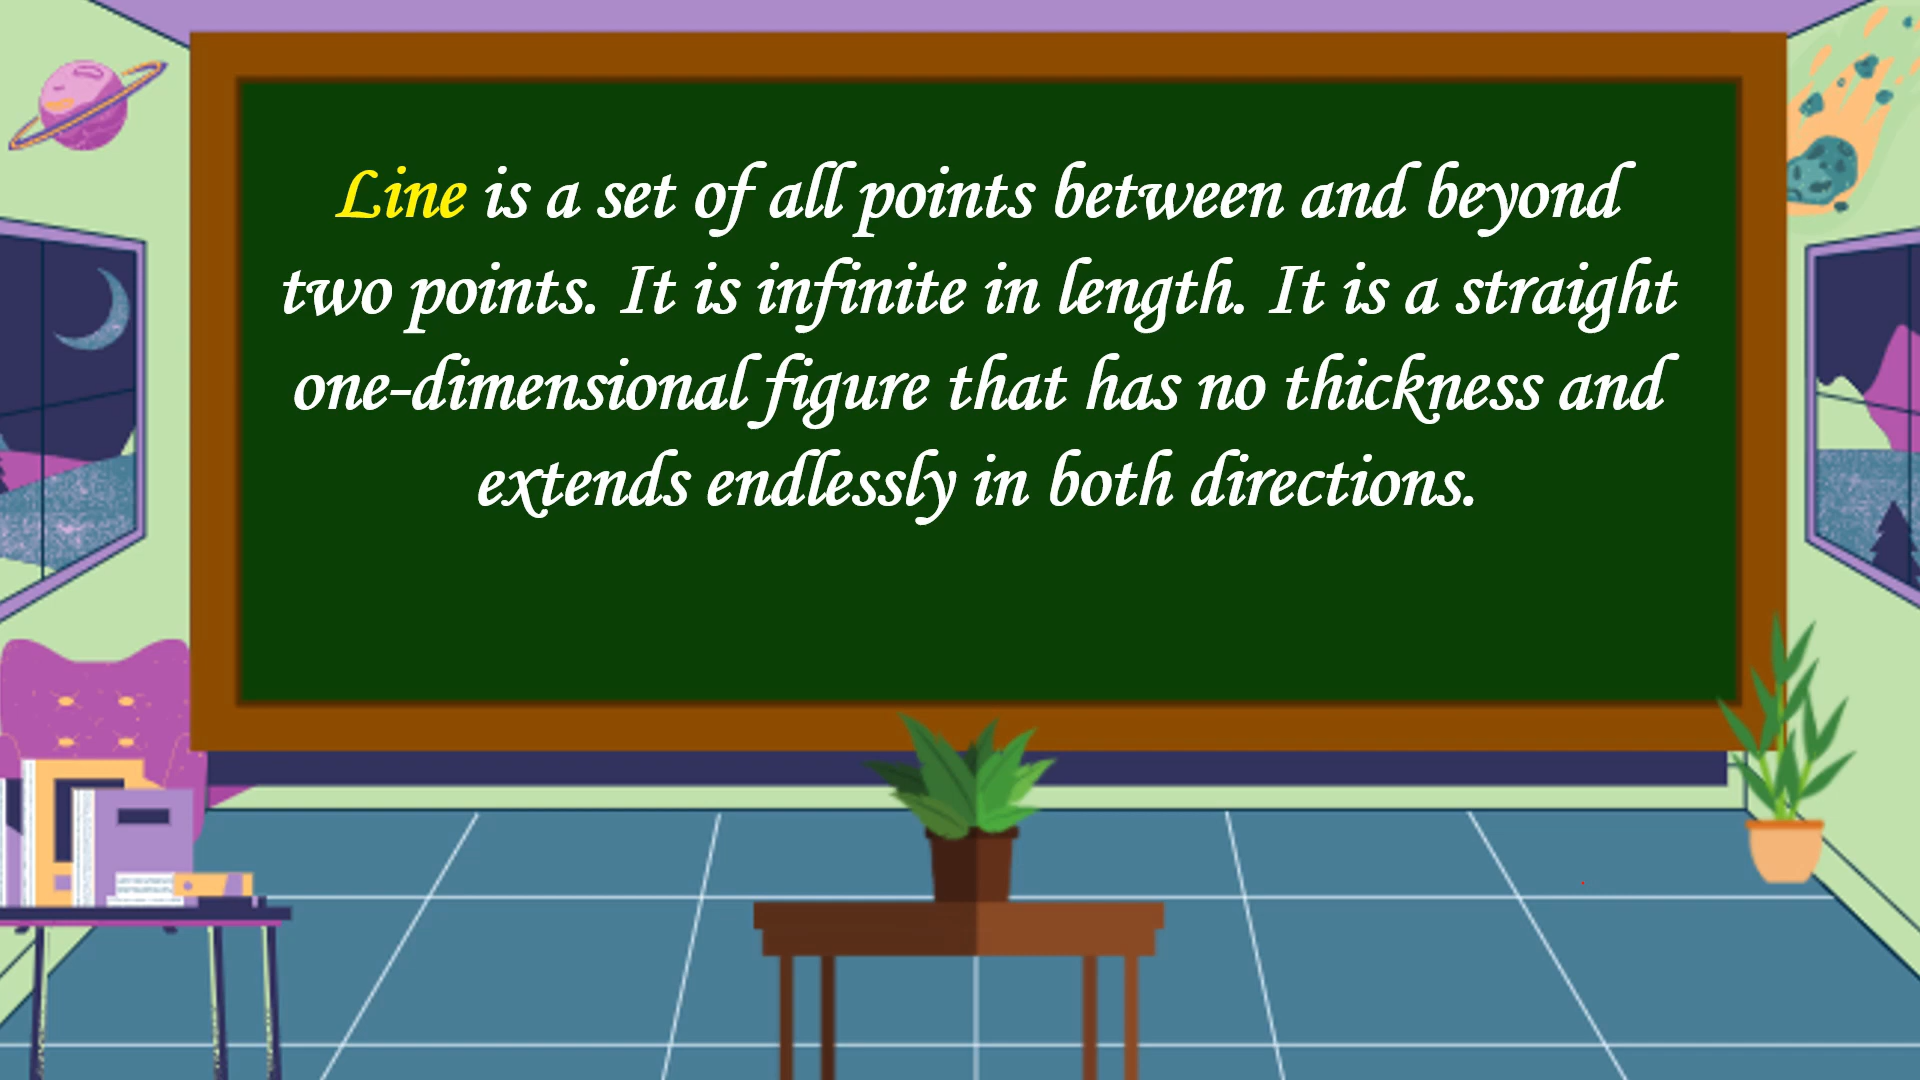 Line is a set of all points between and beyond
two points. It is infinite in length. It is a straight
one-dimensional figure that has no thickness and
extends endlessly in both directions.